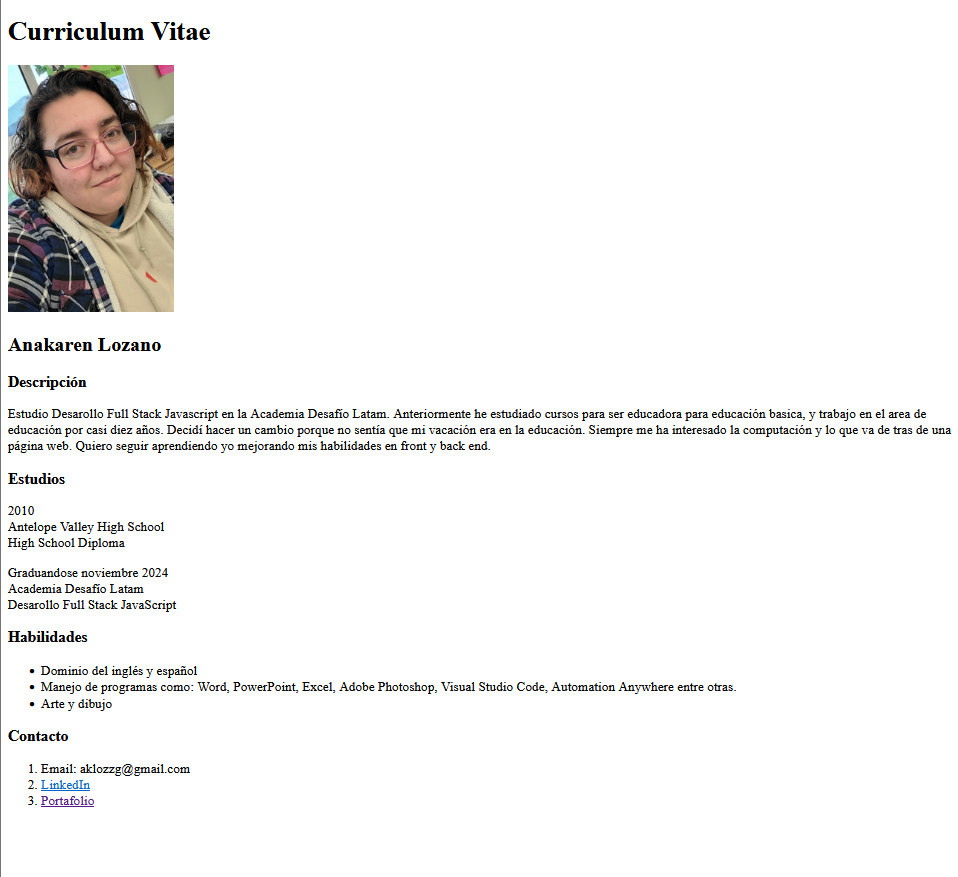 Curriculum Vitae
Anakaren Lozano
Descripción
Estudio Desarollo Full Stack Javascript en la Academia Desafío Latam. Anteriormente he estudiado cursos para ser educadora para educación basica, y trabajo en el area de
educación por casi diez años. Decidí hacer un cambio porque no sentía que mi vacación era en la educación. Siempre me ha interesado la computación y lo que va de tras de una
página web. Quiero seguir aprendiendo yo mejorando mis habilidades en front y back end.
Estudios
2010
Antelope Valley High School
High School Diploma
Graduandose noviembre 2024
Academia Desafío Latam
Desarollo Full Stack JavaScript
Habilidades
• Dominio del inglés y español
• Manejo de programas como: Word, PowerPoint, Excel, Adobe Photoshop, Visual Studio Code, Automation Anywhere entre otras.
• Arte y dibujo
Contacto
1. Email: aklozzg@gmail.com
2. LinkedIn
3. Portafolio